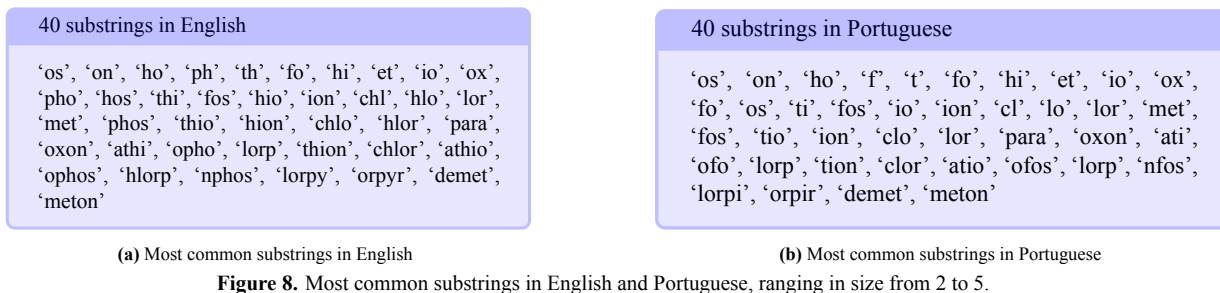 40 substrings in English
‘os’, ‘on’, ‘ho’, ‘ph’, ‘th’, ‘fo’, ‘hi’, ‘et’, ‘io’, ‘ox’,
‘pho’, ‘hos’, ‘thi’, ‘fos’, ‘hio’, ‘ion’, ‘chl’, ‘hlo’, ‘lor’,
‘met’, ‘phos’, ‘thio’, ‘hion’, ‘chlo’, ‘hlor’, ‘para’,
‘oxon’, ‘athi’, ‘opho’, ‘lorp’, ‘thion’, ‘chlor’, ‘athio’,
‘ophos’, ‘hlorp’, ‘nphos’, ‘lorpy’, ‘orpyr’, ‘demet’,
‘meton’
(a) Most common substrings in English
40 substrings in Portuguese
‘os’, ‘on’, ‘ho’, ‘f’, ‘t’, ‘fo’, ‘hi’, ‘et’, ‘io’, ‘ox’,
‘fo’, ‘os’, ‘ti’, ‘fos’, ‘io’, ‘ion’, ‘cl’, ‘lo’, ‘lor’, ‘met’,
‘fos’, ‘tio’, ‘ion’, ‘clo’, ‘lor’, ‘para’, ‘oxon’, ‘ati’,
‘ofo’, ‘lorp’, ‘tion’, ‘clor’, ‘atio’, ‘ofos’, ‘lorp’, ‘nfos’,
‘lorpi’, ‘orpir’, ‘demet’, ‘meton’
(b) Most common substrings in Portuguese
Figure 8. Most common substrings in English and Portuguese, ranging in size from 2 to 5.